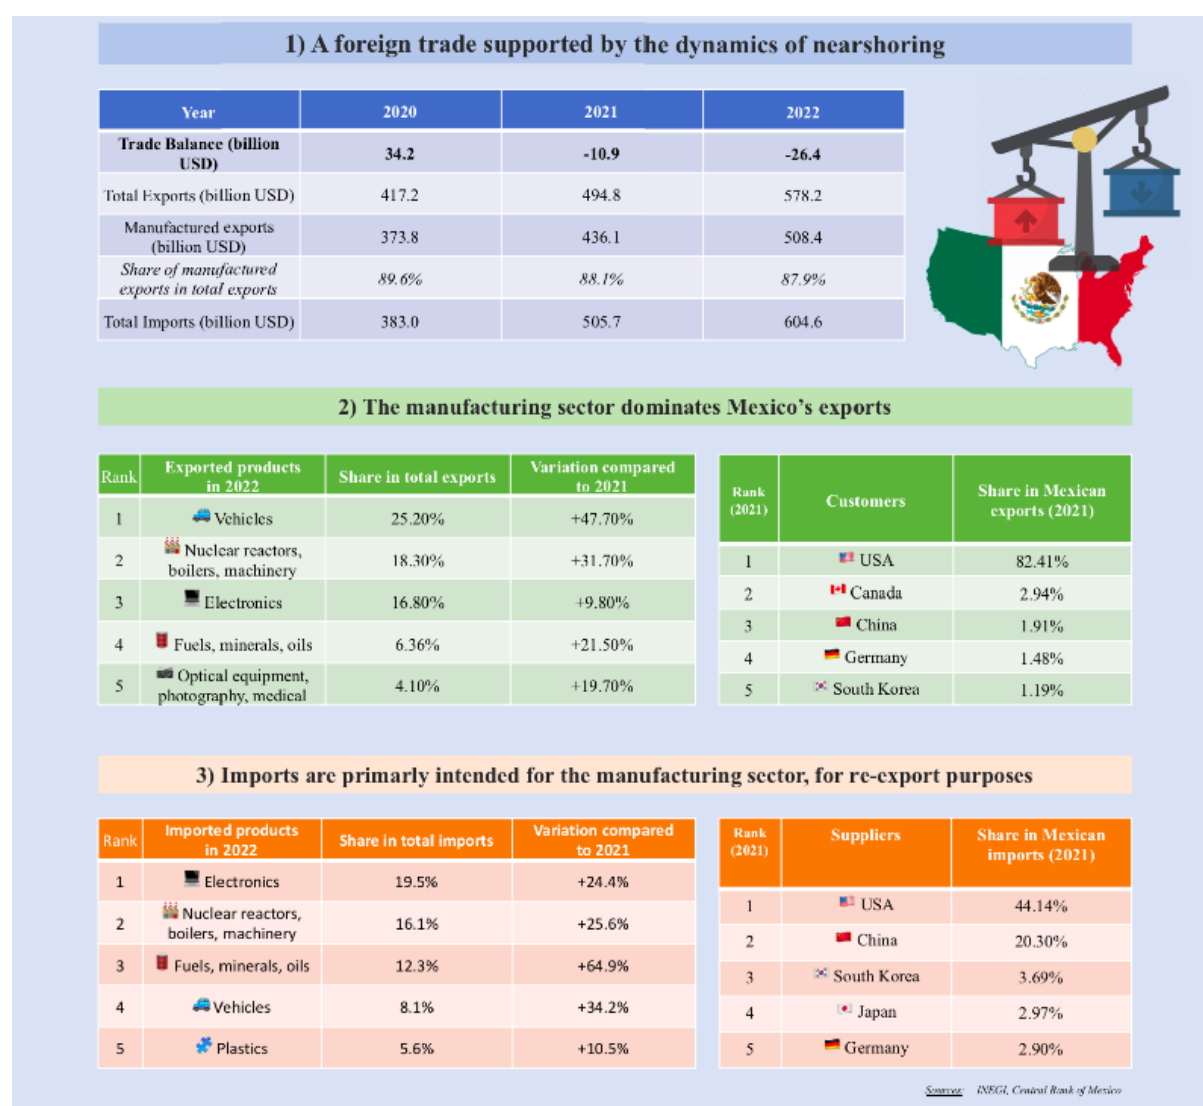 1) A foreign trade supported by the dynamics of nearshoring
Year 2020 2021 2022
Trade Balance (billion
USD) 34.2 -10.9 -26.4
Total Exports (billion USD) 417.2 494.8 578.2
Manufactured exports
(billion USD) 373.8 436.1 508.4
Share of manufactured
exports in total exports 89.6% 88.1% 87.9%
Total Imports (billion USD) 383.0 505.7 604.6
2) The manufacturing sector dominates Mexico's exports
Rank Exported products
in 2022 Share in total exports Variation compared
to 2021
1 Vehicles 25.20% +47.70%
2 Nuclear reactors,
boilers, machinery 18.30% +31.70%
3 Electronics 16.80% +9.80%
4 Fuels, minerals, oils 6.36% +21.50%
5 Optical equipment,
photography, medical 4.10% +19.70%
Rank
(2021) Customers Share in Mexican
exports (2021)
1 USA 82.41%
2 Canada 2.94%
3 China 1.91%
4 Germany 1.48%
5 South Korea 1.19%
3) Imports are primarily intended for the manufacturing sector, for re-export purposes
Rank Imported products
in 2022 Share in total imports Variation compared
to 2021
1 Electronics 19.5% +24.4%
2 Nuclear reactors,
boilers, machinery 16.1% +25.6%
3 Fuels, minerals, oils 12.3% +64.9%
4 Vehicles 8.1% +34.2%
5 Plastics 5.6% +10.5%
Rank
(2021) Suppliers Share in Mexican
imports (2021)
1 USA 44.14%
2 China 20.30%
3 South Korea 3.69%
4 Japan 2.97%
5 Germany 2.90%
Sources: INEGI, Central Bank of Mexico